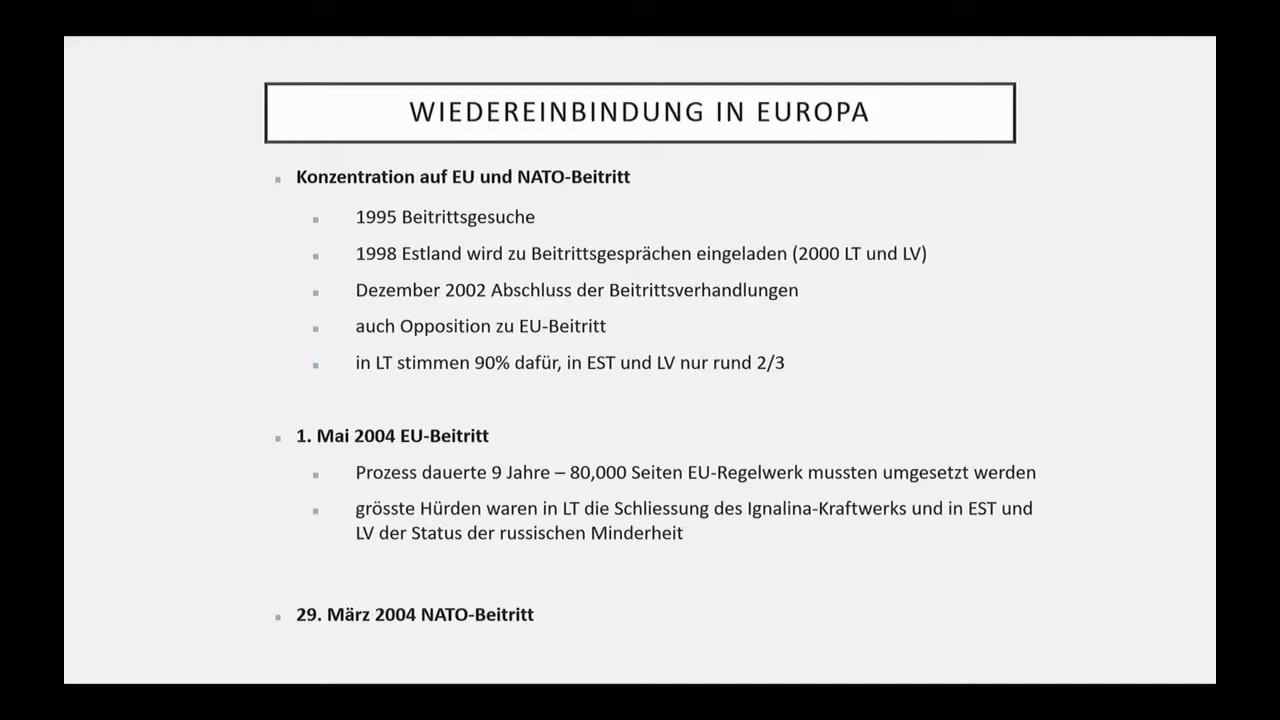 WIEDEREINBINDUNG IN EUROPA
Konzentration auf EU und NATO-Beitritt
1995 Beitrittsgesuche
1998 Estland wird zu Beitrittsgesprächen eingeladen (2000 LT und LV)
Dezember 2002 Abschluss der Beitrittsverhandlungen
auch Opposition zu EU-Beitritt
in LT stimmen 90% dafür, in EST und LV nur rund 2/3
1. Mai 2004 EU-Beitritt
Prozess dauerte 9 Jahre – 80,000 Seiten EU-Regelwerk mussten umgesetzt werden
grösste Hürden waren in LT die Schliessung des Ignalina-Kraftwerks und in EST und
LV der Status der russischen Minderheit
29. März 2004 NATO-Beitritt